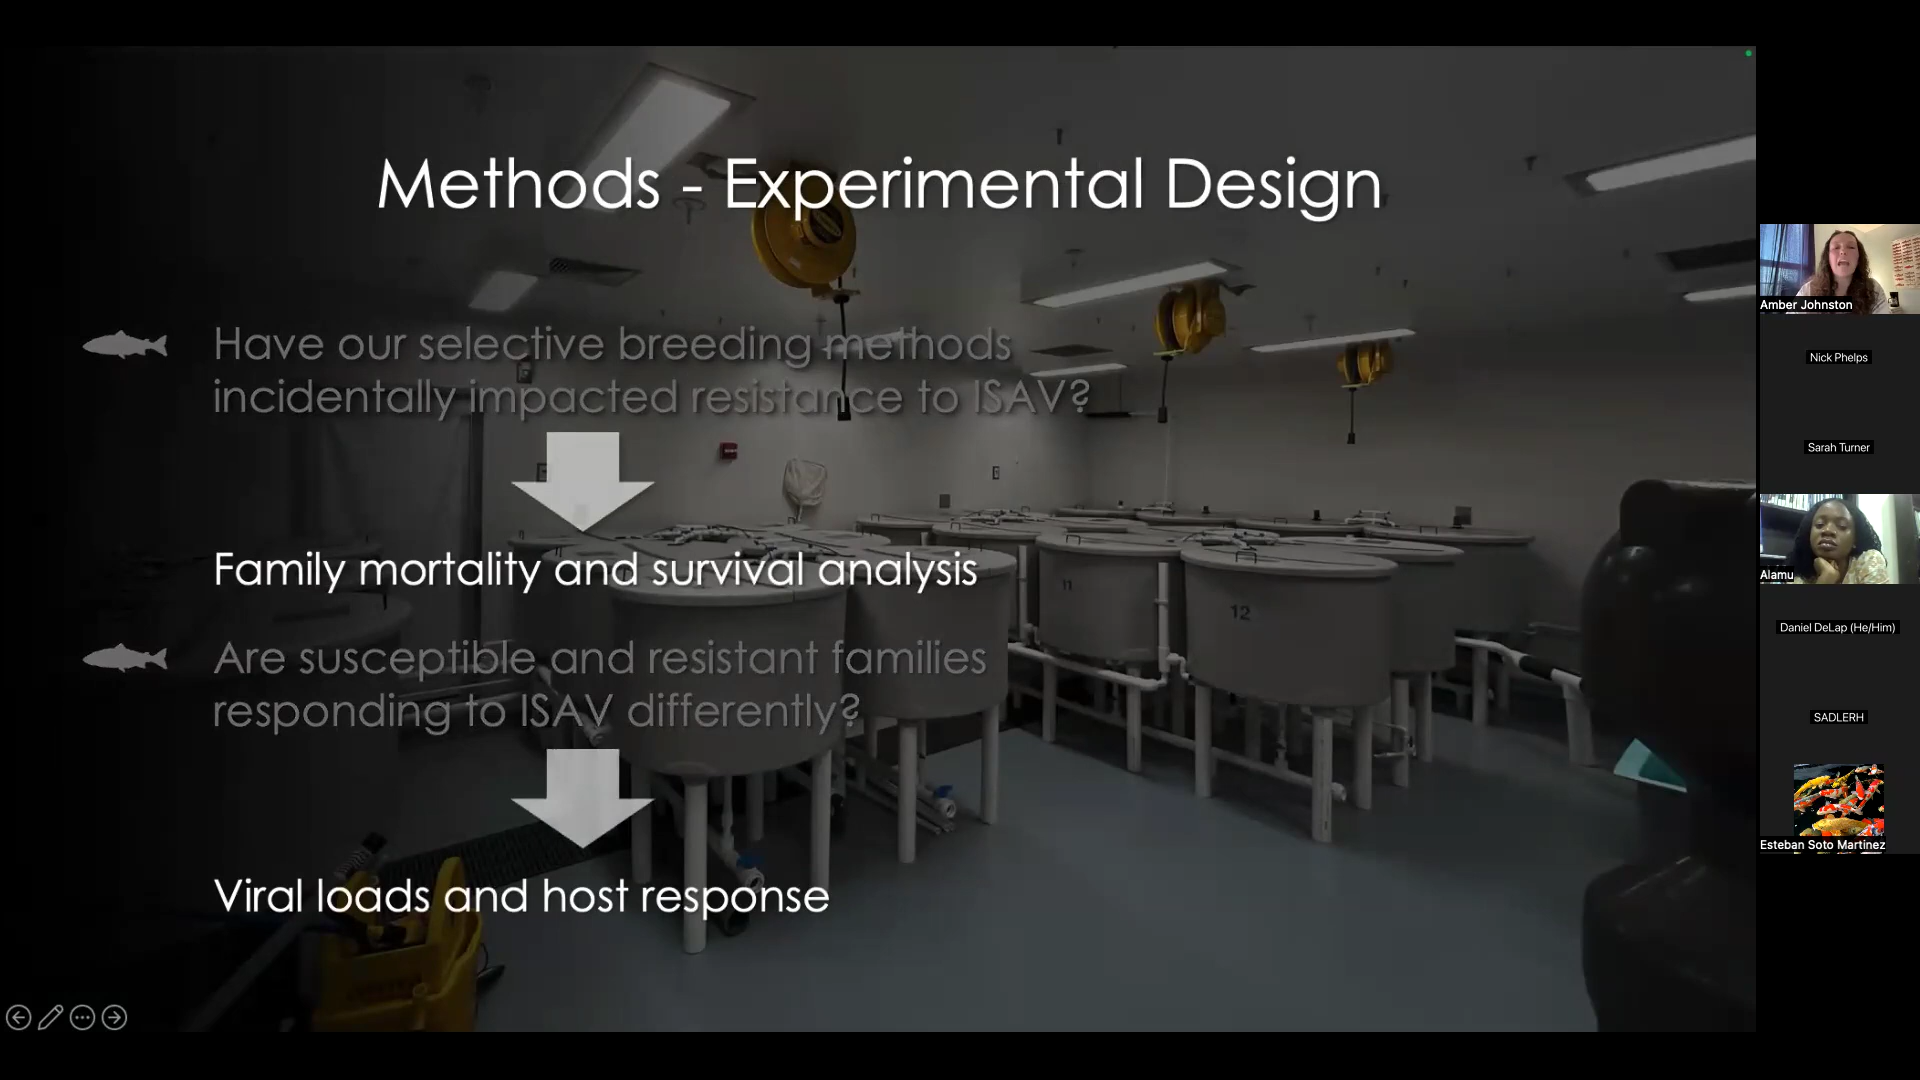 Methods - Experimental Design
Have our selective breeding methods
incidentally impacted resistance to ISAV?
Family mortality and survival analysis
Are susceptible and resistant families
responding to ISAV differently?
Viral loads and host response
11
12
Amber Johnston
Nick Phelps
Sarah Turner
Alamu
Daniel DeLap (He/Him)
SADLERH
Esteban Soto Martinez